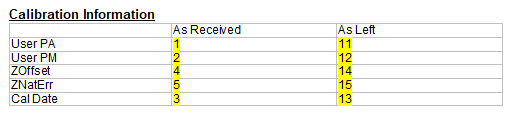 Calibration Information
As Received As Left
User PA 1 11
User PM 2 12
ZOffset 4 14
ZNatErr 5 15
Cal Date 3 13